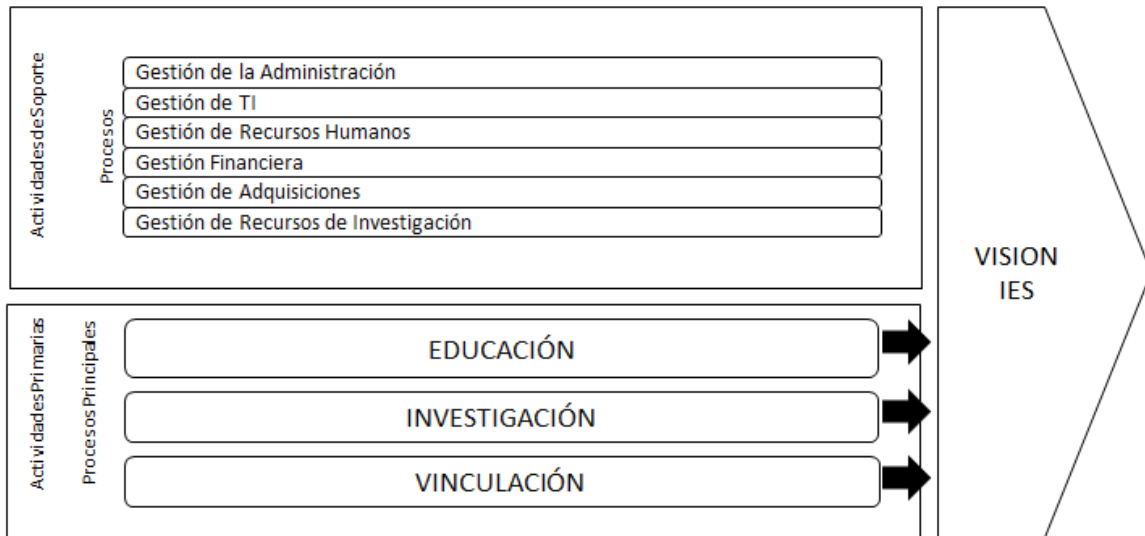 Actividades de Soporte
Procesos
Gestión de la Administración
Gestión de TI
Gestión de Recursos Humanos
Gestión Financiera
Gestión de Adquisiciones
Gestión de Recursos de Investigación
Actividades Primarias
Procesos Principales
EDUCACIÓN
INVESTIGACIÓN
VINCULACIÓN
VISION
IES